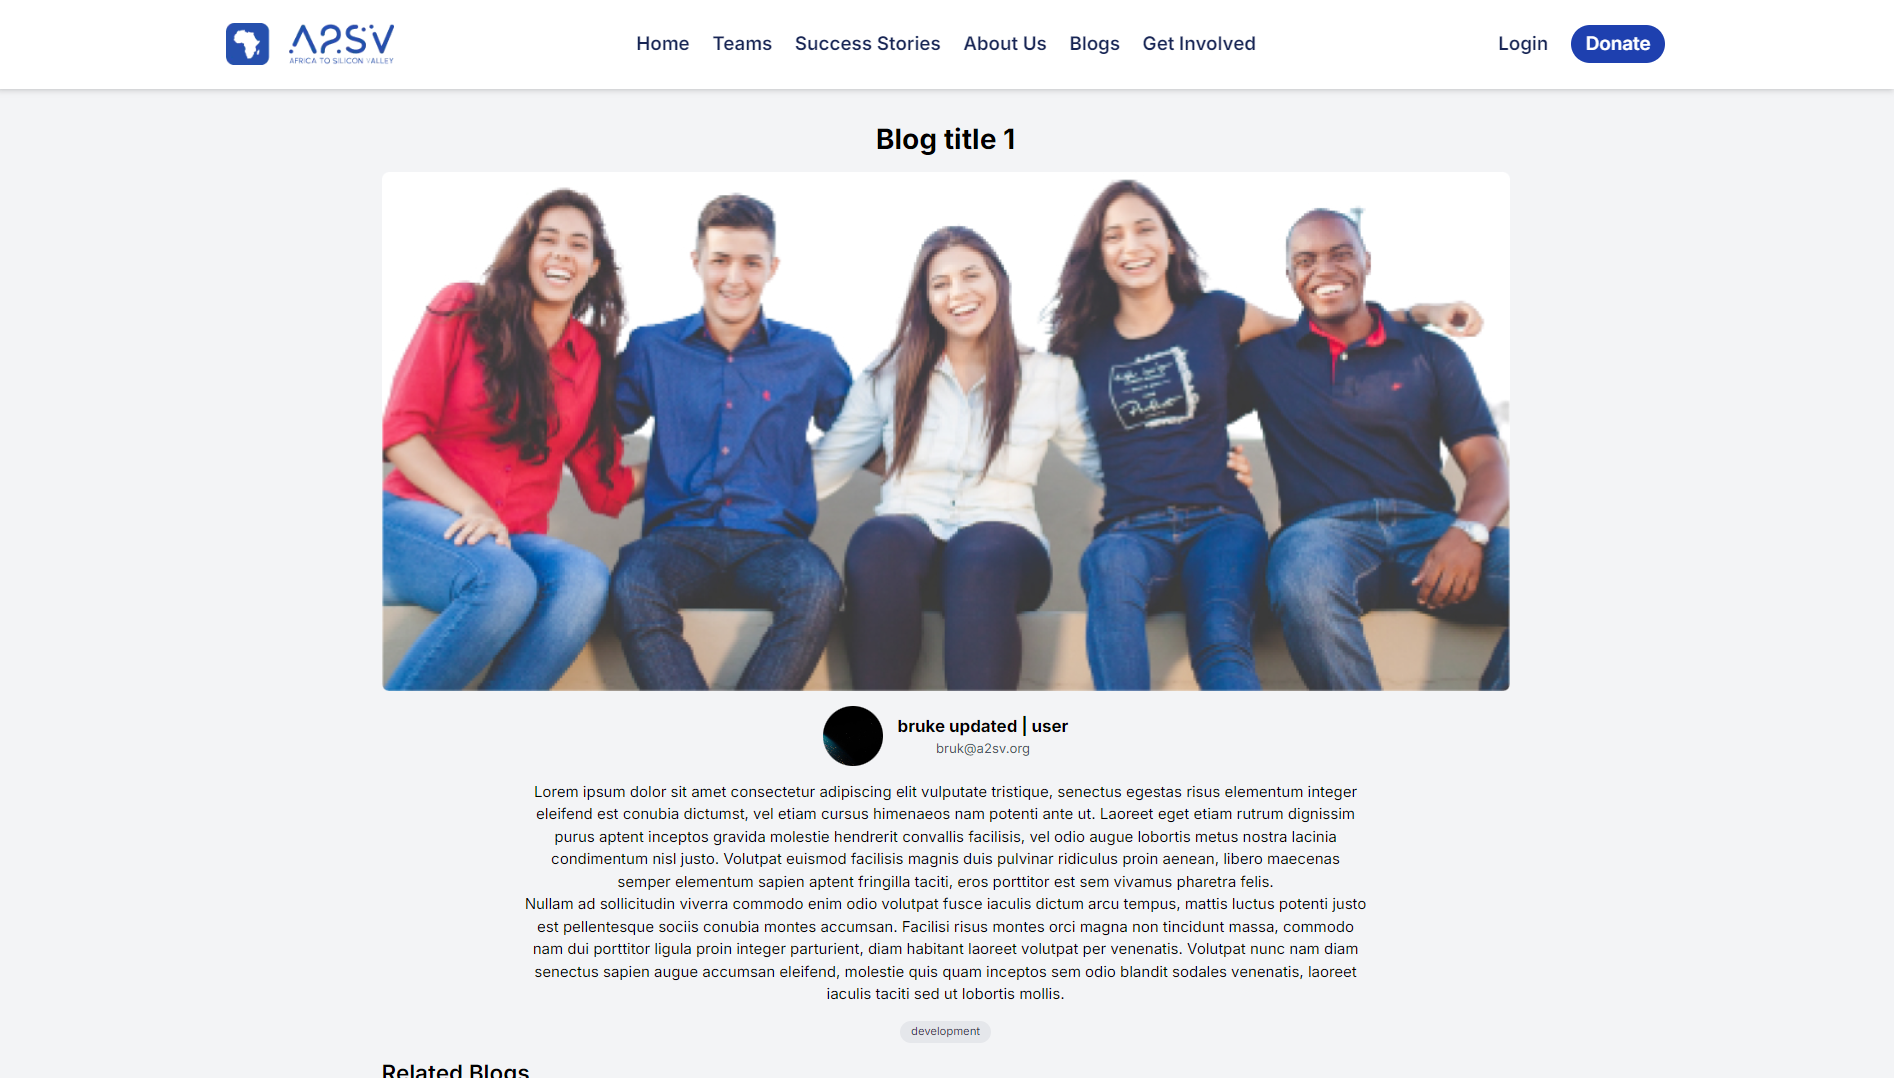 A2SV
AFRICA TO SILICON VALLEY
Home Teams Success Stories About Us Blogs Get Involved
Login Donate
Blog title 1
bruke updated | user
bruk@a2sv.org
Lorem ipsum dolor sit amet consectetur adipiscing elit vulputate tristique, senectus egestas risus elementum integer
eleifend est conubia dictumst, vel etiam cursus himenaeos nam potenti ante ut. Laoreet eget etiam rutrum dignissim
purus aptent inceptos gravida molestie hendrerit convallis facilisis, vel odio augue lobortis metus nostra lacinia
condimentum nisl justo. Volutpat euismod facilisis magnis duis pulvinar ridiculus proin aenean, libero maecenas
semper elementum sapien aptent fringilla taciti, eros porttitor est sem vivamus pharetra felis.
Nullam ad sollicitudin viverra commodo enim odio volutpat fusce iaculis dictum arcu tempus, mattis luctus potenti justo
est pellentesque sociis conubia montes accumsan. Facilisi risus montes orci magna non tincidunt massa, commodo
nam dui porttitor ligula proin integer parturient, diam habitant laoreet volutpat per venenatis. Volutpat nunc nam diam
senectus sapien augue accumsan eleifend, molestie quis quam inceptos sem odio blandit sodales venenatis, laoreet
iaculis taciti sed ut lobortis mollis.
development
Related Blogs